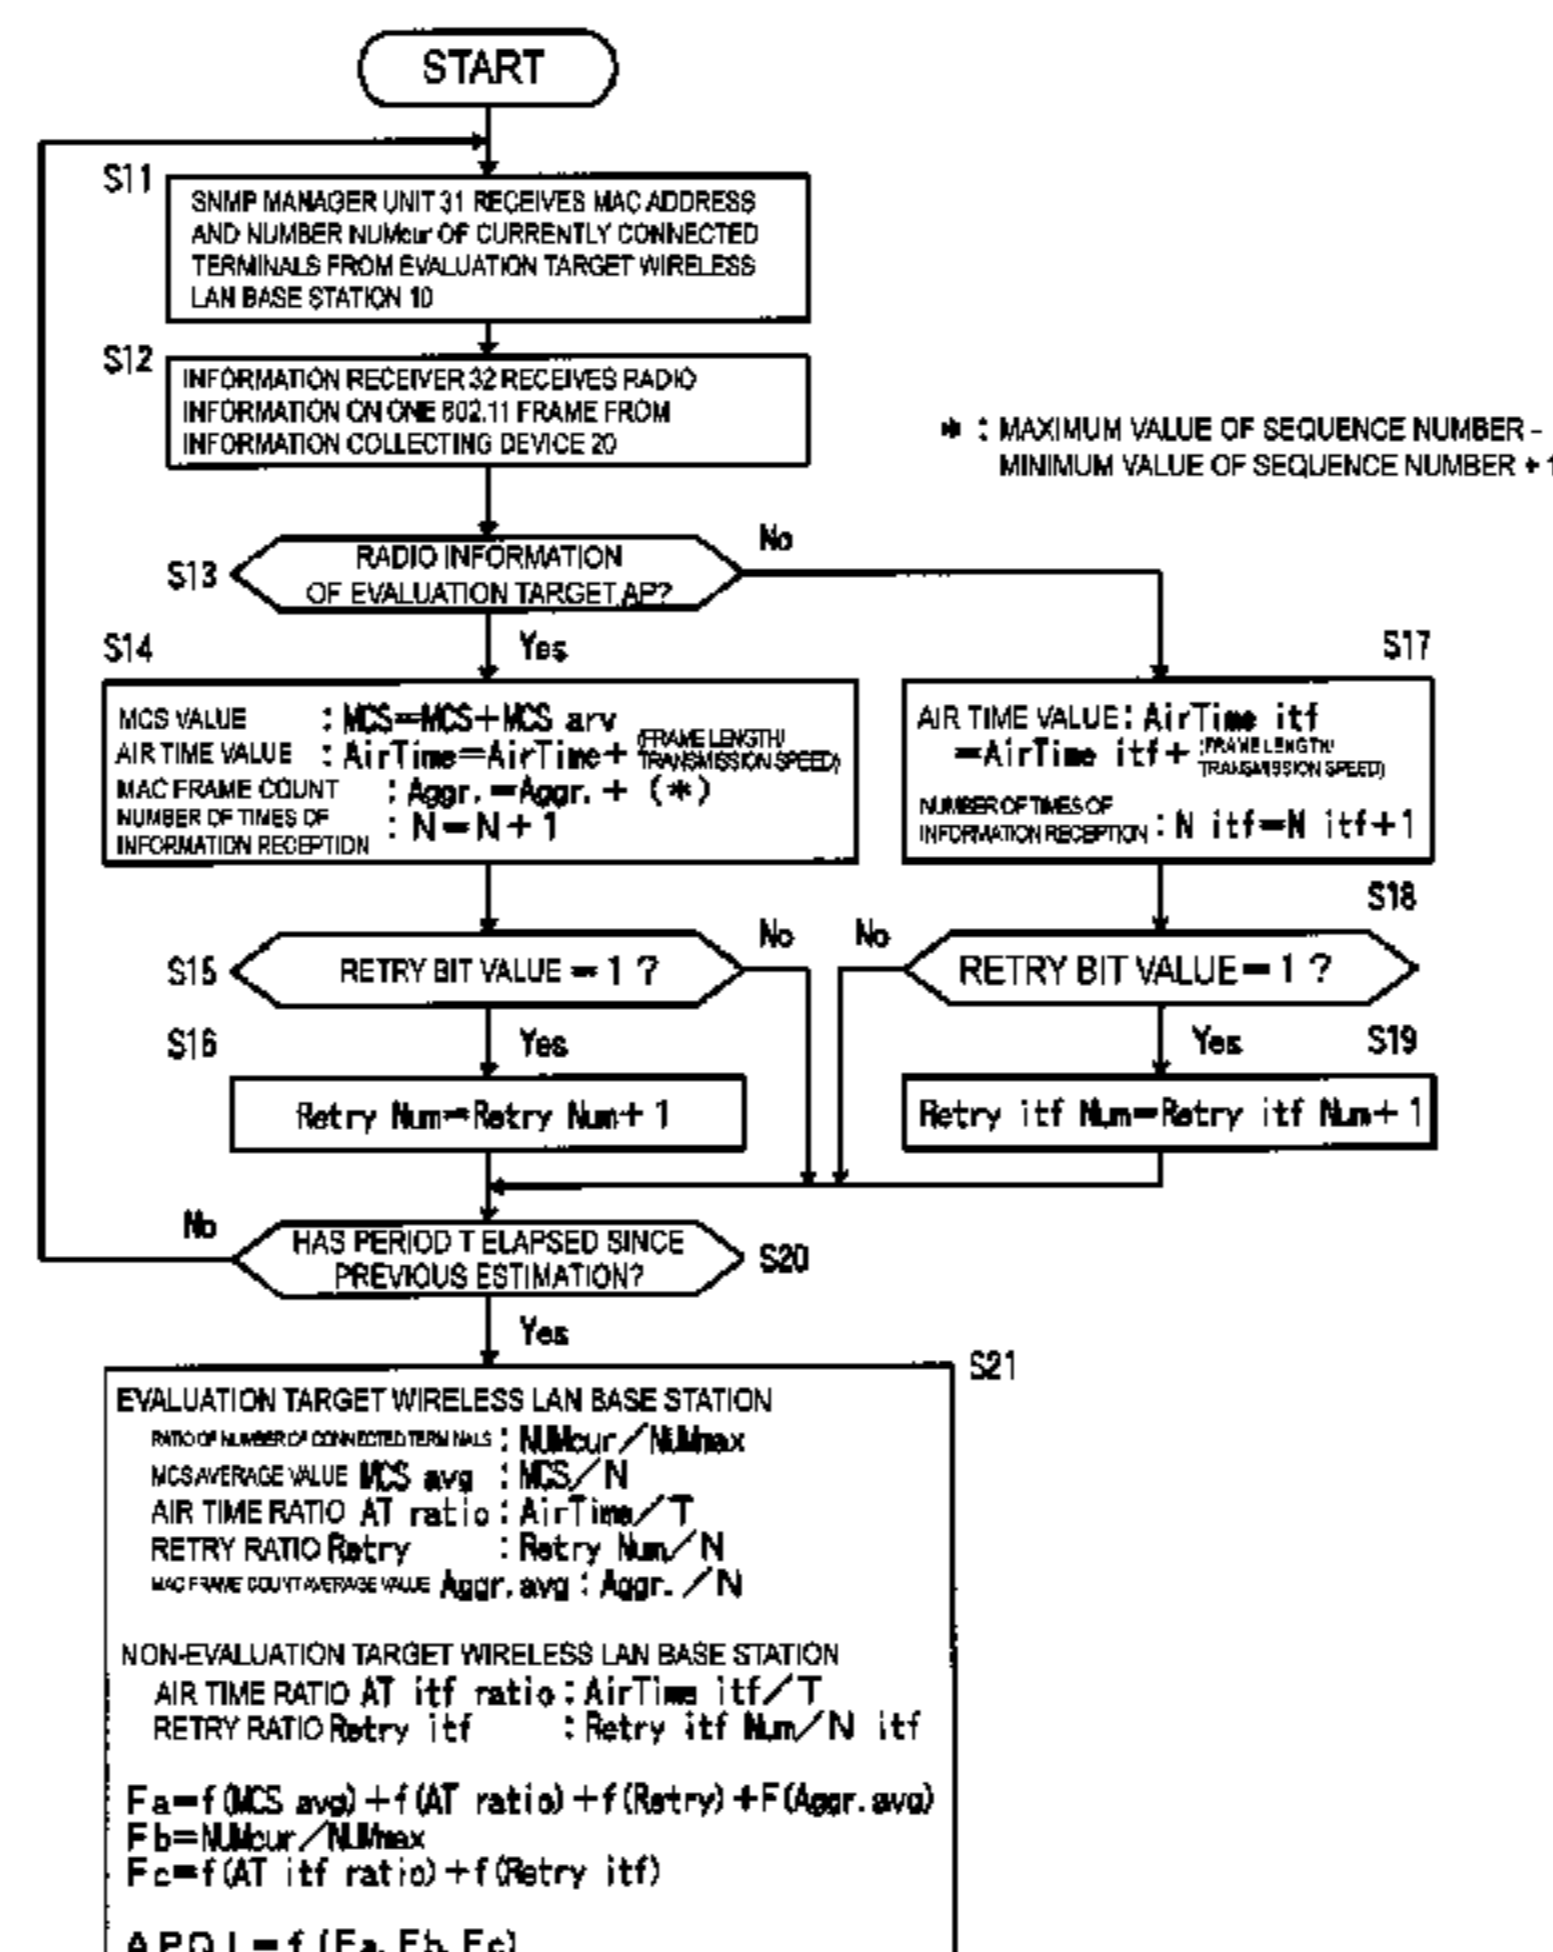 START
S11
SNMP MANAGER UNIT 31 RECEIVES MAC ADDRESS
AND NUMBER NUMcur OF CURRENTLY CONNECTED
TERMINALS FROM EVALUATION TARGET WIRELESS
LAN BASE STATION 10
S12
INFORMATION RECEIVER 32 RECEIVES RADIO
INFORMATION ON ONE 802.11 FRAME FROM
INFORMATION COLLECTING DEVICE 20
* : MAXIMUM VALUE OF SEQUENCE NUMBER -
MINIMUM VALUE OF SEQUENCE NUMBER + 1
S13
RADIO INFORMATION
OF EVALUATION TARGET AP?
No
Yes
S14
MCS VALUE : MCS=MCS+MCS arv
AIR TIME VALUE : AirTime=AirTime+ (FRAME LENGTH/
TRANSMISSION SPEED)
MAC FRAME COUNT : Aggr.=Aggr.+ (*)
NUMBER OF TIMES OF
INFORMATION RECEPTION : N=N+1
S17
AIR TIME VALUE: AirTime itf
=AirTime itf+ (FRAME LENGTH/
TRANSMISSION SPEED)
NUMBER OF TIMES OF
INFORMATION RECEPTION : N itf=N itf+1
S15
RETRY BIT VALUE = 1 ?
No
Yes
S18
No
RETRY BIT VALUE = 1 ?
Yes
S16
Retry Num=Retry Num+1
S19
Retry itf Num=Retry itf Num+1
No
HAS PERIOD T ELAPSED SINCE
PREVIOUS ESTIMATION?
S20
Yes
S21
EVALUATION TARGET WIRELESS LAN BASE STATION
RATIO OF NUMBER OF CONNECTED TERMINALS : NUMcur/NUMmax
MCS AVERAGE VALUE MCS avg : MCS/N
AIR TIME RATIO AT ratio : AirTime/T
RETRY RATIO Retry : Retry Num/N
MAC FRAME COUNT AVERAGE VALUE Aggr.avg : Aggr./N
NON-EVALUATION TARGET WIRELESS LAN BASE STATION
AIR TIME RATIO AT itf ratio : AirTime itf/T
RETRY RATIO Retry itf : Retry itf Num/N itf
Fa=f(MCS avg)+f(AT ratio)+f(Retry)+F(Aggr.avg)
Fb=NUMcur/NUMmax
Fc=f(AT itf ratio)+f(Retry itf)
APQI=f(Fa,Fb,Fc)